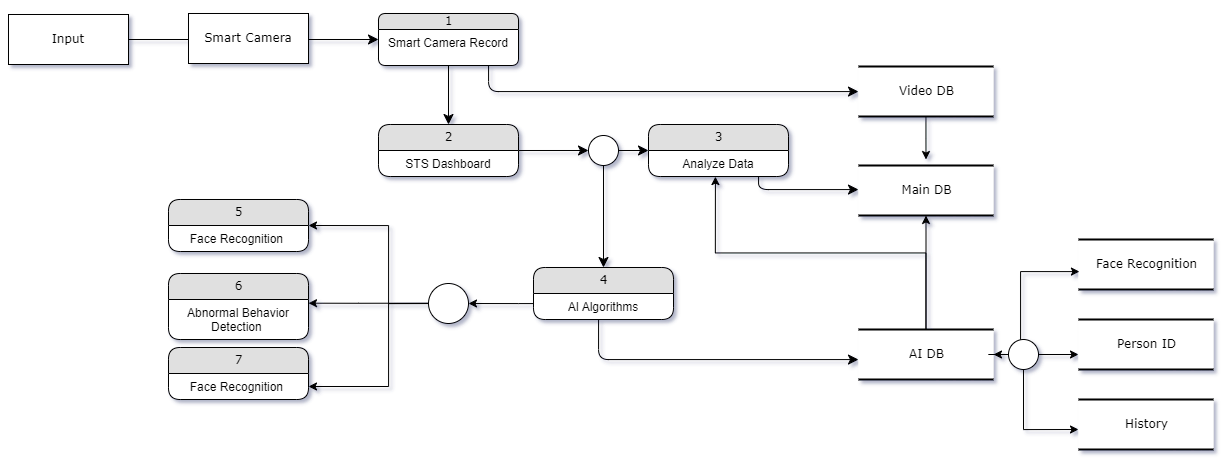 Input
Smart Camera
1
Smart Camera Record
Video DB
2
STS Dashboard
3
Analyze Data
Main DB
5
Face Recognition
6
Abnormal Behavior
Detection
7
Face Recognition
4
AI Algorithms
AI DB
Face Recognition
Person ID
History